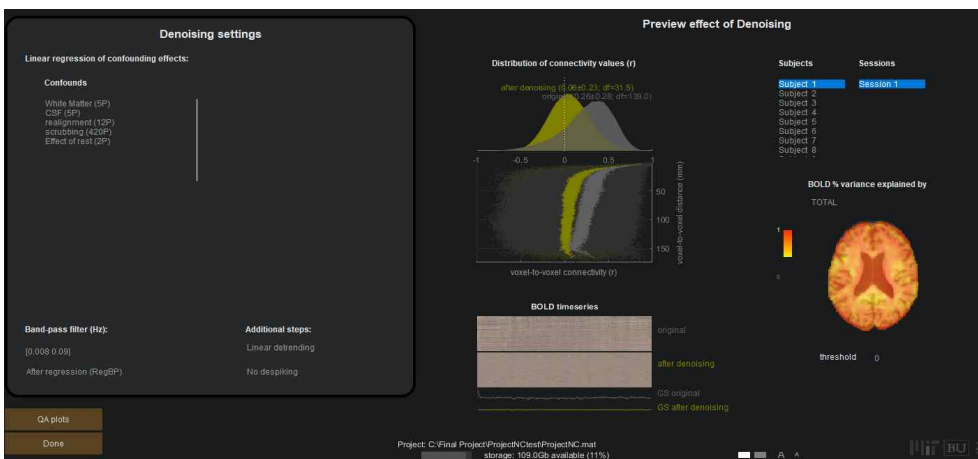 Denoising settings
Linear regression of confounding effects:
Confounds
White Matter (5P)
CSF (5P)
realignment (12P)
scrubbing (420P)
Effect of rest (2P)
Band-pass filter (Hz):
[0.008 0.09]
After regression (RegBP)
Additional steps:
Linear detrending
No despiking
QA plots
Done
Preview effect of Denoising
Distribution of connectivity values (r)
after denoising (0.06±0.23; df=31.5)
-1 -0.5 0 0.5 1
50
100
150
voxel-to-voxel distance (mm)
voxel-to-voxel connectivity (r)
BOLD timeseries
original
after denoising
GS original
GS after denoising
Subjects
Subject 1
Subject 2
Subject 3
Subject 4
Subject 5
Subject 6
Subject 7
Subject 8
Sessions
Session 1
BOLD % variance explained by
TOTAL
1
0
threshold 0
Project: C:\Final Project\ProjectNCtest\ProjectNC.mat
storage: 109.0Gb available (11%)
A A
MIT BU